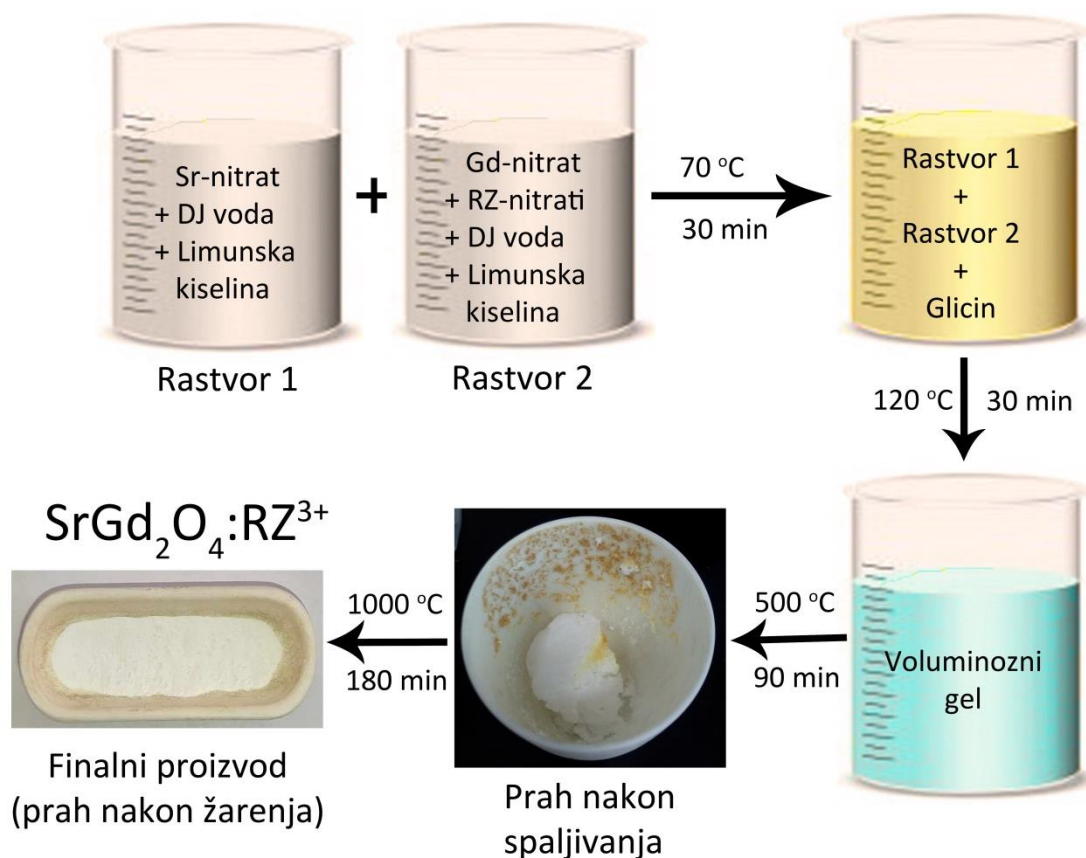 Sr-nitrat
+ DJ voda
+ Limunska
kiselina
Rastvor 1
+
Gd-nitrat
+ RZ-nitrati
+ DJ voda
+ Limunska
kiselina
Rastvor 2
70 °C
30 min
Rastvor 1
+
Rastvor 2
+
Glicin
120 °C
30 min
Voluminozni
gel
500 °C
90 min
Prah nakon
spaljivanja
1000 °C
180 min
SrGd₂O₄:RZ³⁺
Finalni proizvod
(prah nakon žarenja)